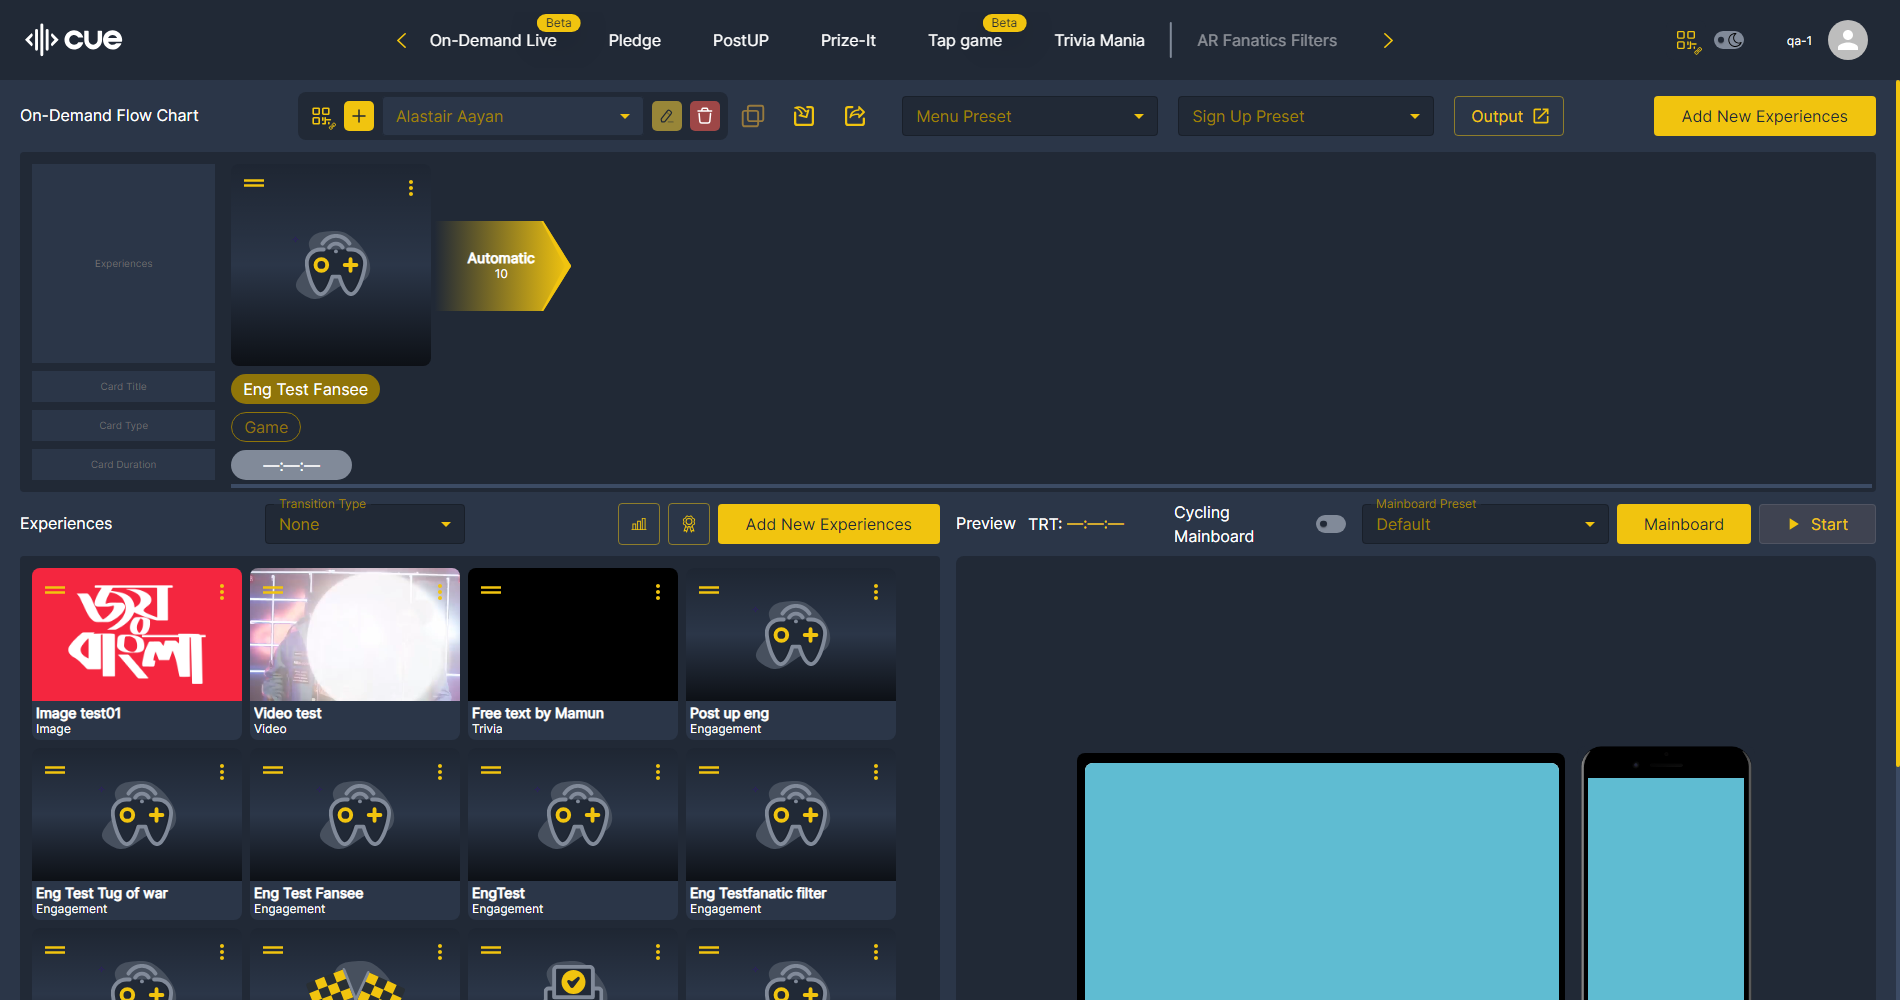 cue
On-Demand Live
Beta
Pledge
PostUP
Prize-It
Tap game
Beta
Trivia Mania
AR Fanatics Filters
qa-1
On-Demand Flow Chart
Alastair Aayan
Menu Preset
Sign Up Preset
Output
Add New Experiences
Experiences
Automatic
10
Card Title
Eng Test Fansee
Card Type
Game
Card Duration
—:—:—
Experiences
Transition Type
None
Add New Experiences
Preview
TRT: —:—:—
Cycling
Mainboard
Mainboard Preset
Default
Mainboard
Start
জয়
বাংলা
Image test01
Image
Video test
Video
Free text by Mamun
Trivia
Post up eng
Engagement
Eng Test Tug of war
Engagement
Eng Test Fansee
Engagement
EngTest
Engagement
Eng Testfanatic filter
Engagement